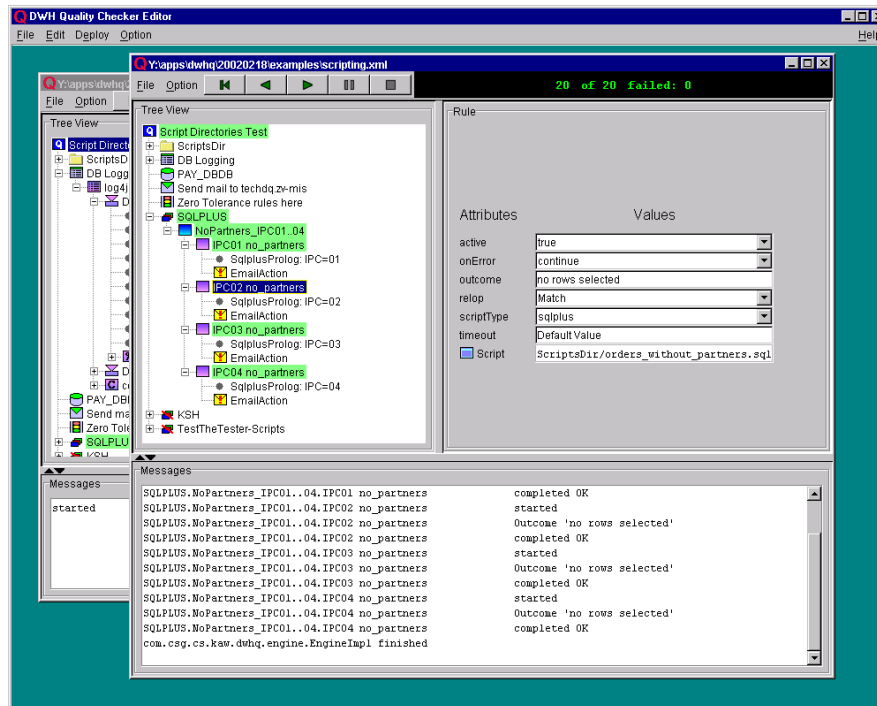 DWH Quality Checker Editor
File Edit Deploy Option Help
Y:\apps\dwhq\2
File Option
Tree View
Script Direct
ScriptsD
DB Logg
log4j
D
D
C co
PAY_DBI
Send ma
Zero Tole
SQLPLU
KSH
Messages
started
Y:\apps\dwhq\20020218\examples\scripting.xml
File Option
20 of 20 failed: 0
Tree View
Script Directories Test
ScriptsDir
DB Logging
PAY_DBDB
Send mail to techdq.zv-mis
Zero Tolerance rules here
SQLPLUS
NoPartners_IPC01..04
IPC01 no_partners
SqlplusProlog: IPC=01
EmailAction
IPC02 no_partners
SqlplusProlog: IPC=02
EmailAction
IPC03 no_partners
SqlplusProlog: IPC=03
EmailAction
IPC04 no_partners
SqlplusProlog: IPC=04
EmailAction
KSH
TestTheTester-Scripts
Rule
Attributes Values
active true
onError continue
outcome no rows selected
relop Match
scriptType sqlplus
timeout Default Value
Script ScriptsDir/orders_without_partners.sql
Messages
SQLPLUS.NoPartners_IPC01..04.IPC01 no_partners completed OK
SQLPLUS.NoPartners_IPC01..04.IPC02 no_partners started
SQLPLUS.NoPartners_IPC01..04.IPC02 no_partners Outcome 'no rows selected'
SQLPLUS.NoPartners_IPC01..04.IPC02 no_partners completed OK
SQLPLUS.NoPartners_IPC01..04.IPC03 no_partners started
SQLPLUS.NoPartners_IPC01..04.IPC03 no_partners Outcome 'no rows selected'
SQLPLUS.NoPartners_IPC01..04.IPC03 no_partners completed OK
SQLPLUS.NoPartners_IPC01..04.IPC04 no_partners started
SQLPLUS.NoPartners_IPC01..04.IPC04 no_partners Outcome 'no rows selected'
SQLPLUS.NoPartners_IPC01..04.IPC04 no_partners completed OK
com.csg.cs.kaw.dwhq.engine.EngineImpl finished